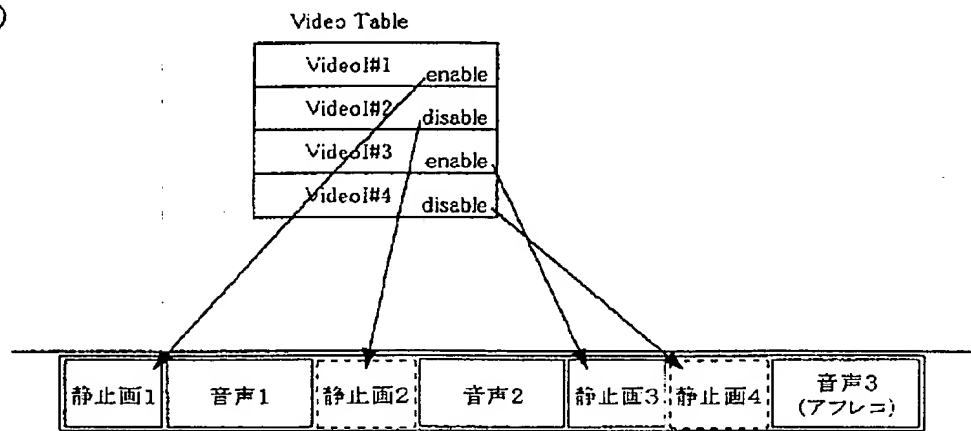 Video Table
VideoI#1 enable
VideoI#2 disable
VideoI#3 enable
VideoI#4 disable
静止画1 音声1 静止画2 音声2 静止画3 静止画4 音声3
(アフレコ)